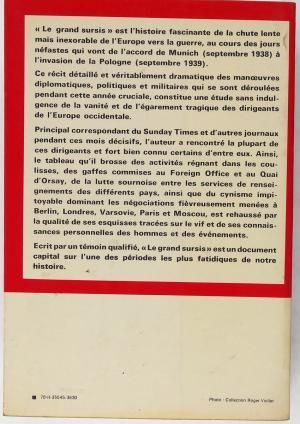 « Le grand sursis » est l'histoire fascinante de la chute lente
mais inexorable de l'Europe vers la guerre, au cours des jours
néfastes qui vont de l'accord de Munich (septembre 1938) à
l'invasion de la Pologne (septembre 1939).
Ce récit détaillé et véritablement dramatique des manœuvres
diplomatiques, politiques et militaires qui se sont déroulées
pendant cette année cruciale, constitue une étude sans indul-
gence de la vanité et de l'égarement tragique des dirigeants
de l'Europe occidentale.
Principal correspondant du Sunday Times et d'autres journaux
pendant ces mois décisifs, l'auteur a rencontré la plupart de
ces dirigeants et fort bien connu certains d'entre eux. Ainsi,
le tableau qu'il brosse des activités régnant dans les cou-
lisses, des gaffes commises au Foreign Office et au Quai
d'Orsay, de la lutte sournoise entre les services de rensei-
gnements des différents pays, ainsi que du cynisme impi-
toyable dominant les négociations fièvreusement menées à
Berlin, Londres, Varsovie, Paris et Moscou, est rehaussé par
la qualité de ses esquisses tracées sur le vif et de ses connais-
sances personnelles des hommes et des événements.
Ecrit par un témoin qualifié, « Le grand sursis » est un document
capital sur l'une des périodes les plus fatidiques de notre
histoire.
Photo : Collection Roger Viollet